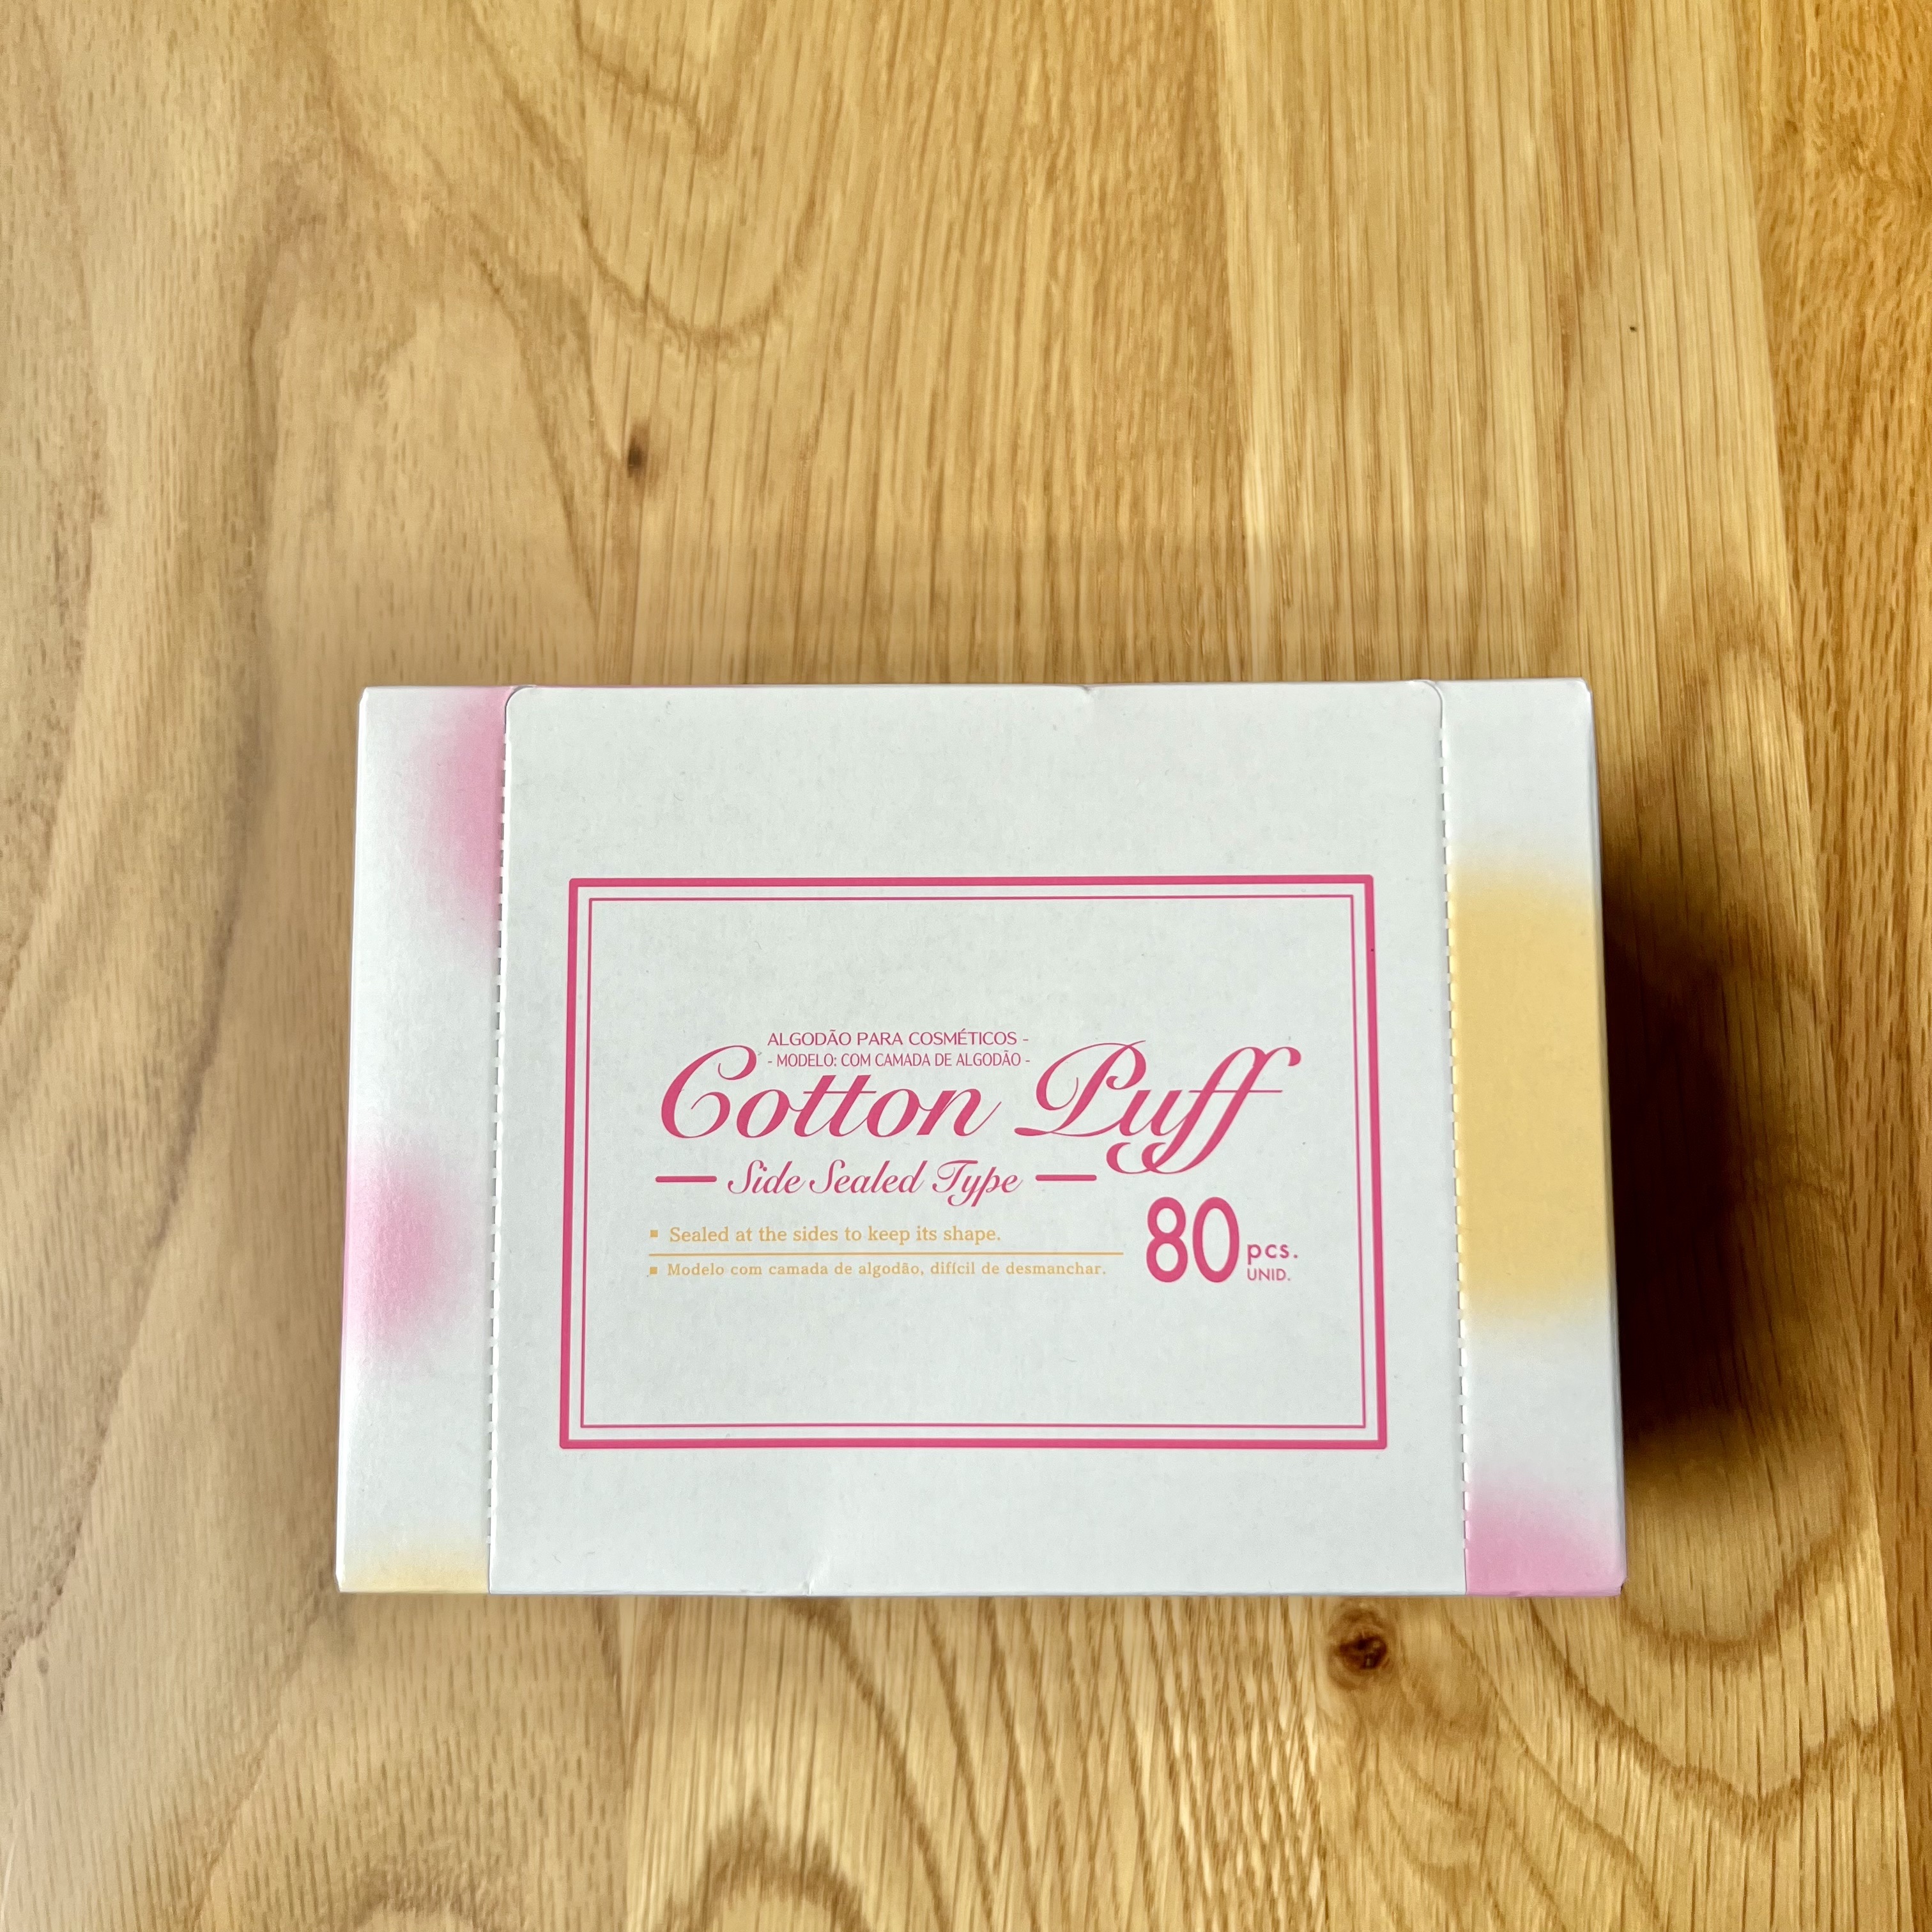 ALGODÃO PARA COSMÉTICOS -
- MODELO: COM CAMADA DE ALGODÃO -
Cotton Puff
Side Sealed Type
Sealed at the sides to keep its shape.
Modelo com camada de algodão, difícil de desmanchar.
80 pcs.
UNID.